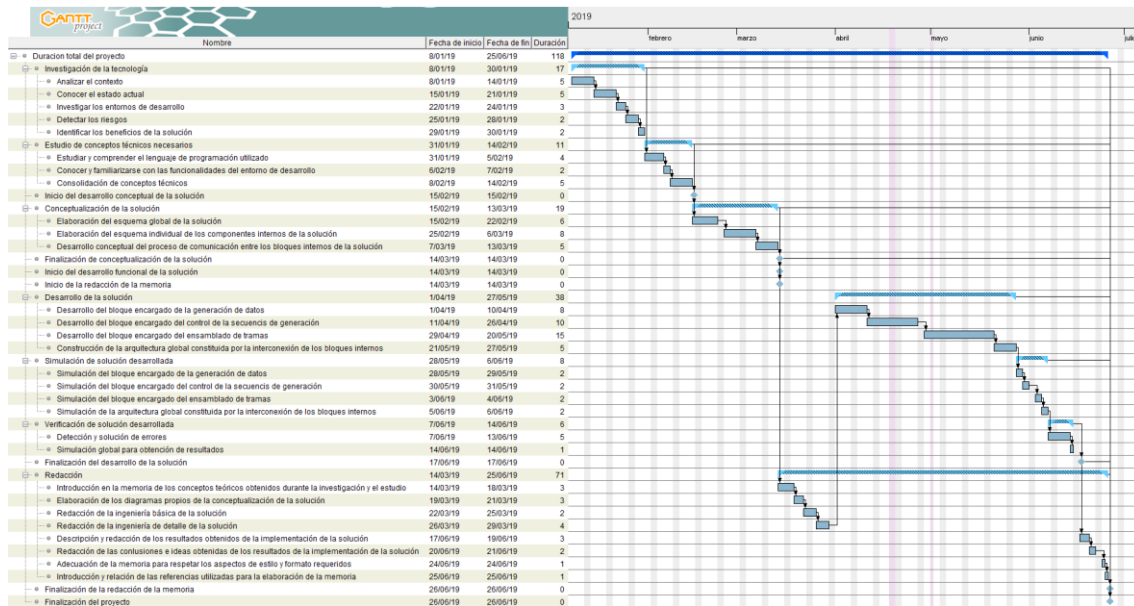 GANTT project
2019
Nombre Fecha de inicio Fecha de fin Duración
febrero marzo abril mayo junio juli
Duracion total del proyecto 8/01/19 25/06/19 118
Investigación de la tecnología 8/01/19 30/01/19 17
Analizar el contexto 8/01/19 14/01/19 5
Conocer el estado actual 15/01/19 21/01/19 5
Investigar los entornos de desarrollo 22/01/19 24/01/19 3
Detectar los riesgos 25/01/19 28/01/19 2
Identificar los beneficios de la solución 29/01/19 30/01/19 2
Estudio de conceptos técnicos necesarios 31/01/19 14/02/19 11
Estudiar y comprender el lenguaje de programación utilizado 31/01/19 5/02/19 4
Conocer y familiarizarse con las funcionalidades del entorno de desarrollo 6/02/19 7/02/19 2
Consolidación de conceptos técnicos 8/02/19 14/02/19 5
Inicio del desarrollo conceptual de la solución 15/02/19 15/02/19 0
Conceptualización de la solución 15/02/19 13/03/19 19
Elaboración del esquema global de la solución 15/02/19 22/02/19 6
Elaboración del esquema individual de los componentes internos de la solución 25/02/19 6/03/19 8
Desarrollo conceptual del proceso de comunicación entre los bloques internos de la solución 7/03/19 13/03/19 5
Finalización de conceptualización de la solución 14/03/19 14/03/19 0
Inicio del desarrollo funcional de la solución 14/03/19 14/03/19 0
Inicio de la redacción de la memoria 14/03/19 14/03/19 0
Desarrollo de la solución 1/04/19 27/05/19 38
Desarrollo del bloque encargado de la generación de datos 1/04/19 10/04/19 8
Desarrollo del bloque encargado del control de la secuencis de generación 11/04/19 26/04/19 10
Desarrollo del bloque encargado del ensamblado de tramas 29/04/19 20/05/19 15
Construcción de la arquitectura global constituida por la interconexión de los bloques internos 21/05/19 27/05/19 5
Simulación de solución desarrollada 28/05/19 6/06/19 8
Simulación del bloque encargado de la generación de datos 28/05/19 29/05/19 2
Simulación del bloque encargado del control de la secuencis de generación 30/05/19 31/05/19 2
Simulación del bloque encargado del ensamblado de tramas 3/06/19 4/06/19 2
Simulación de la arquitectura global constituida por la interconexión de los bloques internos 5/06/19 6/06/19 2
Verificación de solución desarrollada 7/06/19 14/06/19 6
Detección y solución de errores 7/06/19 13/06/19 5
Simulación global para obtención de resultados 14/06/19 14/06/19 1
Finalización del desarrollo de la solución 17/06/19 17/06/19 0
Redacción 14/03/19 25/06/19 71
Introducción en la memoria de los conceptos teóricos obtenidos durante la investigación y el estudio 14/03/19 18/03/19 3
Elaboración de los diagramas propios de la conceptualización de la solución 19/03/19 21/03/19 3
Redacción de la ingeniería básica de la solución 22/03/19 25/03/19 2
Redacción de la ingeniería de detalle de la solución 26/03/19 29/03/19 4
Descripción y redacción de los resultados obtenidos de la implementación de la solución 17/06/19 19/06/19 3
Redacción de las conlusiones e ideas obtenidas de los resultados de la implementación de la solución 20/06/19 21/06/19 2
Adecuación de la memoria para respetar los aspectos de estilo y formato requeridos 24/06/19 24/06/19 1
Introducción y relación de las referencias utilizadas para la elaboración de la memoria 25/06/19 25/06/19 1
Finalización de la redacción de la memoria 26/06/19 26/06/19 0
Finalización del proyecto 26/06/19 26/06/19 0